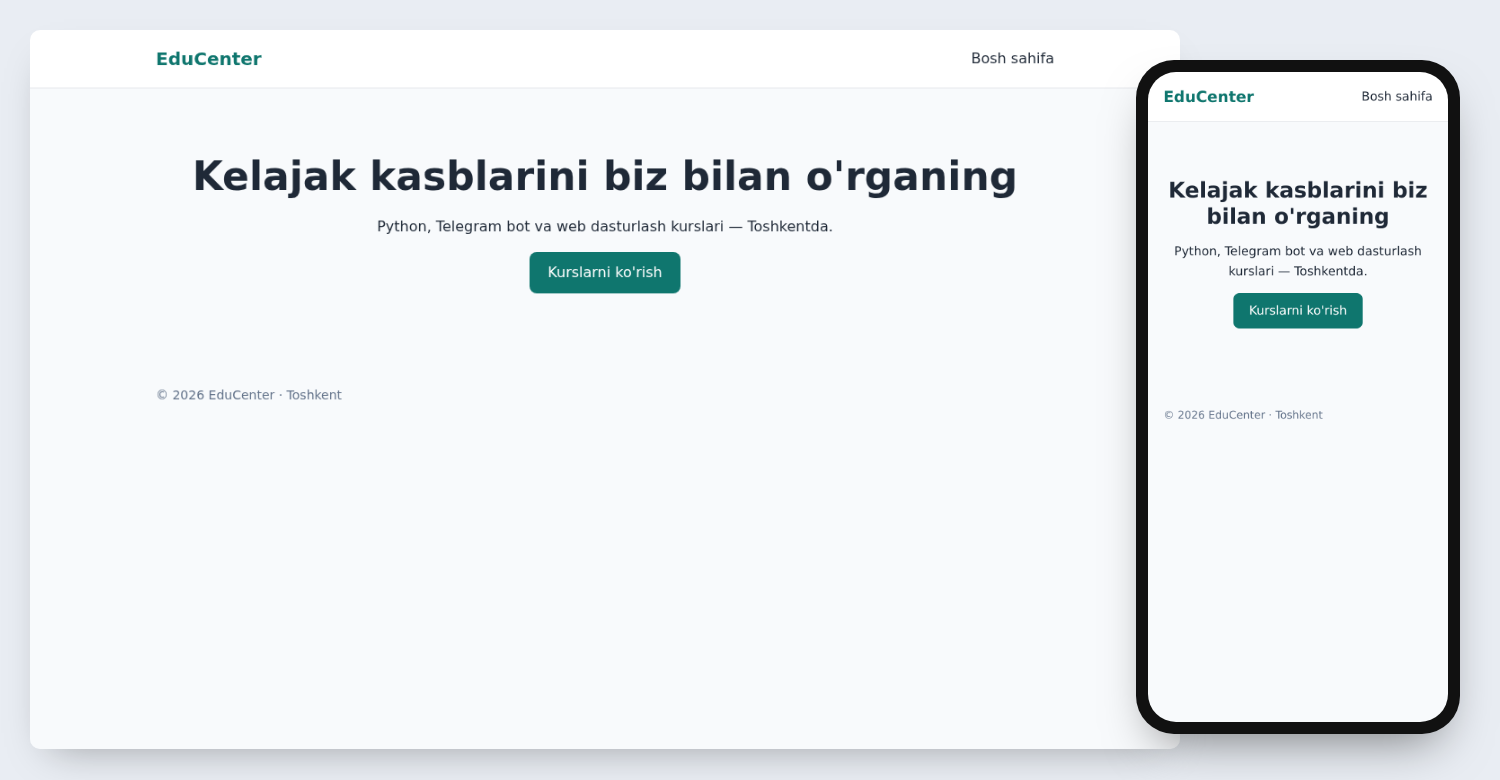 EduCenter
Bosh sahifa
Kelajak kasblarini biz bilan o'rganing
Python, Telegram bot va web dasturlash kurslari — Toshkentda.
Kurslarni ko'rish
© 2026 EduCenter · Toshkent
EduCenter
Bosh sahifa
Kelajak kasblarini biz
bilan o'rganing
Python, Telegram bot va web dasturlash
kurslari — Toshkentda.
Kurslarni ko'rish
© 2026 EduCenter · Toshkent